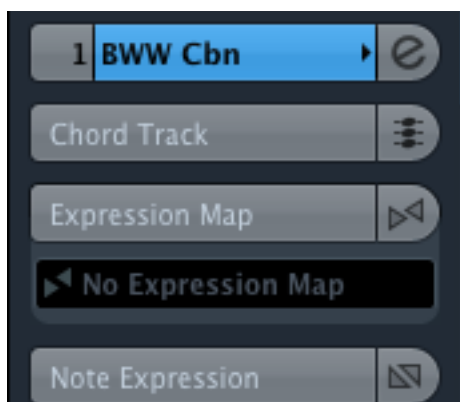 1 BWW Cbn
Chord Track
Expression Map
No Expression Map
Note Expression